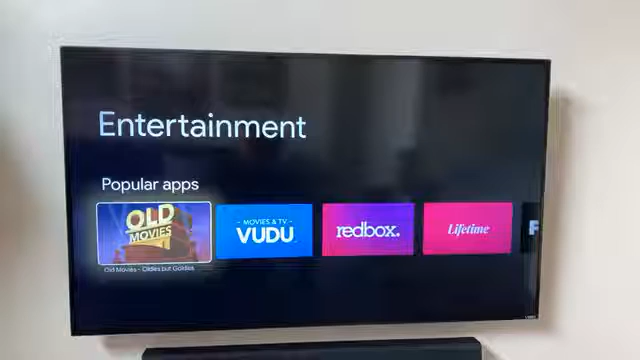 Entertainment
Popular apps
OLD
MOVIES
MOVIES & TV
VUDU
redbox.
Lifetime
F
Old Movies - Oldies but Goldies